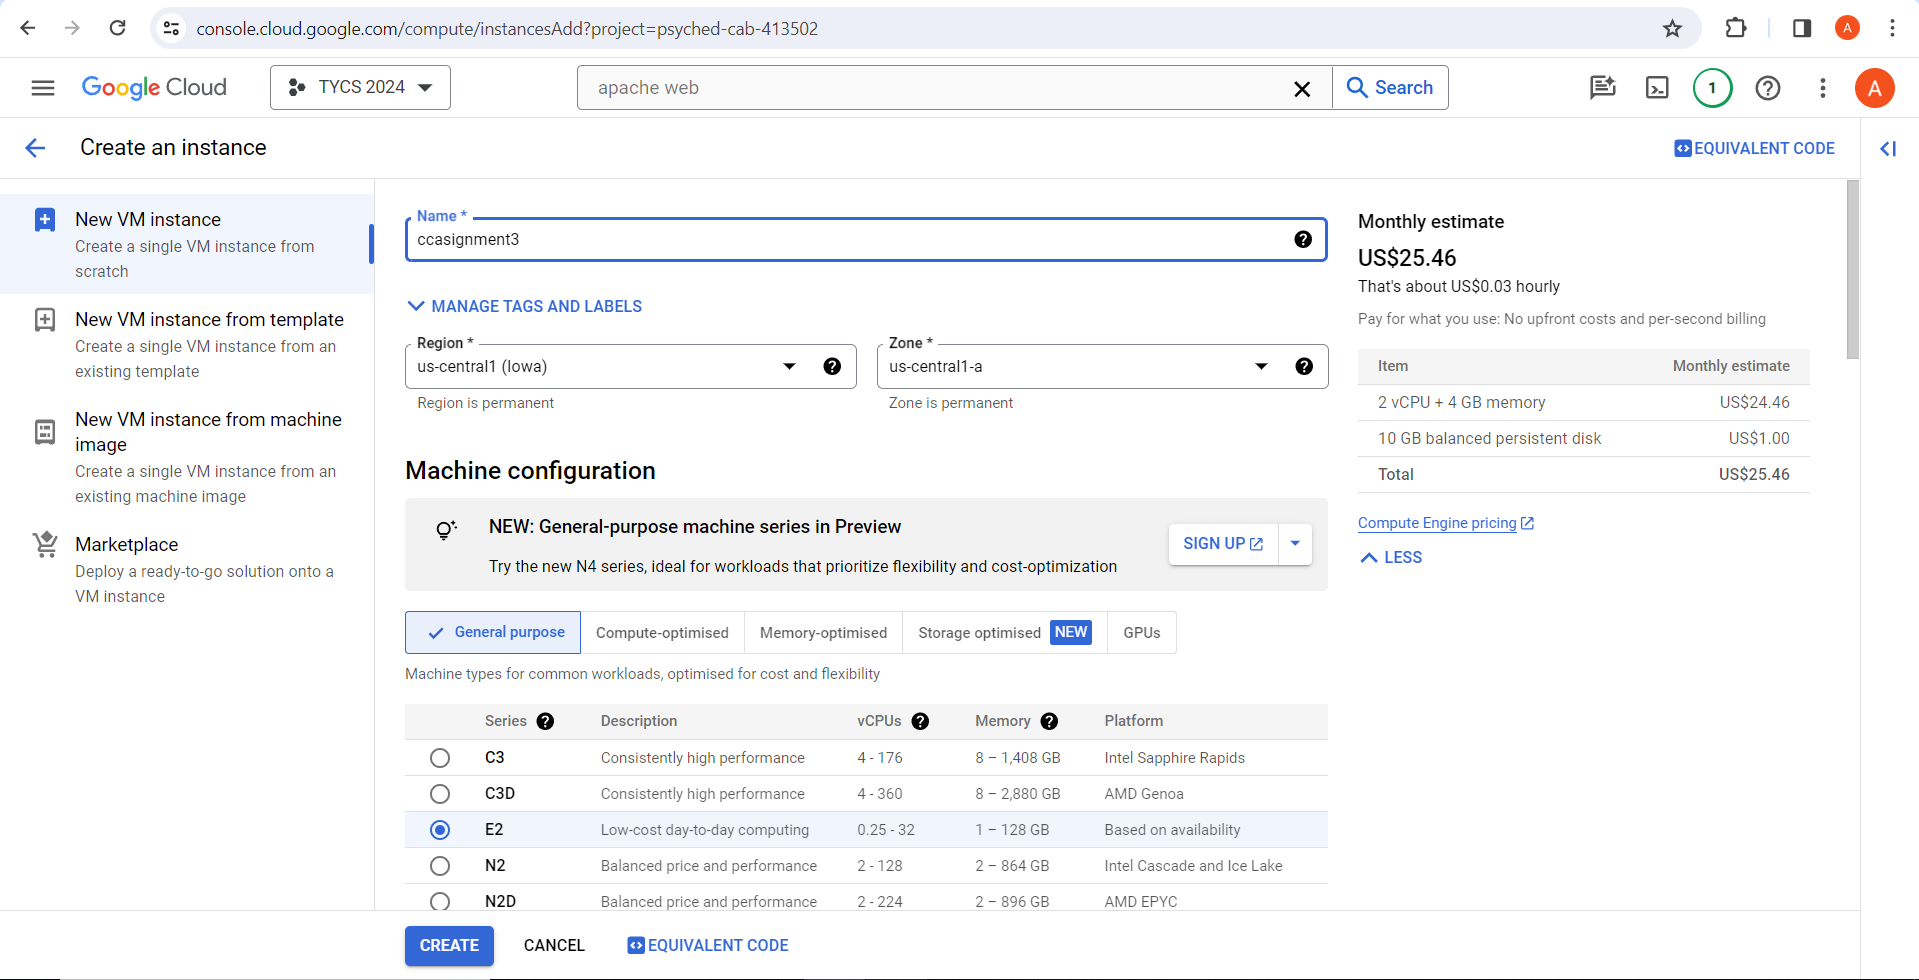 console.cloud.google.com/compute/instancesAdd?project=psyched-cab-413502
A
Google Cloud
TYCS 2024
apache web
Search
1
A
Create an instance
EQUIVALENT CODE
New VM instance
Create a single VM instance from
scratch
New VM instance from template
Create a single VM instance from an
existing template
New VM instance from machine
image
Create a single VM instance from an
existing machine image
Marketplace
Deploy a ready-to-go solution onto a
VM instance
Name *
ccasignment3
MANAGE TAGS AND LABELS
Region *
us-central1 (Iowa)
Region is permanent
Zone *
us-central1-a
Zone is permanent
Machine configuration
NEW: General-purpose machine series in Preview
Try the new N4 series, ideal for workloads that prioritize flexibility and cost-optimization
SIGN UP
General purpose
Compute-optimised
Memory-optimised
Storage optimised NEW
GPUs
Machine types for common workloads, optimised for cost and flexibility
Series Description vCPUs Memory Platform
C3 Consistently high performance 4 - 176 8 – 1,408 GB Intel Sapphire Rapids
C3D Consistently high performance 4 - 360 8 – 2,880 GB AMD Genoa
E2 Low-cost day-to-day computing 0.25 - 32 1 – 128 GB Based on availability
N2 Balanced price and performance 2 - 128 2 – 864 GB Intel Cascade and Ice Lake
N2D Balanced price and performance 2 - 224 2 – 896 GB AMD EPYC
CREATE
CANCEL
EQUIVALENT CODE
Monthly estimate
US$25.46
That's about US$0.03 hourly
Pay for what you use: No upfront costs and per-second billing
Item Monthly estimate
2 vCPU + 4 GB memory US$24.46
10 GB balanced persistent disk US$1.00
Total US$25.46
Compute Engine pricing
LESS